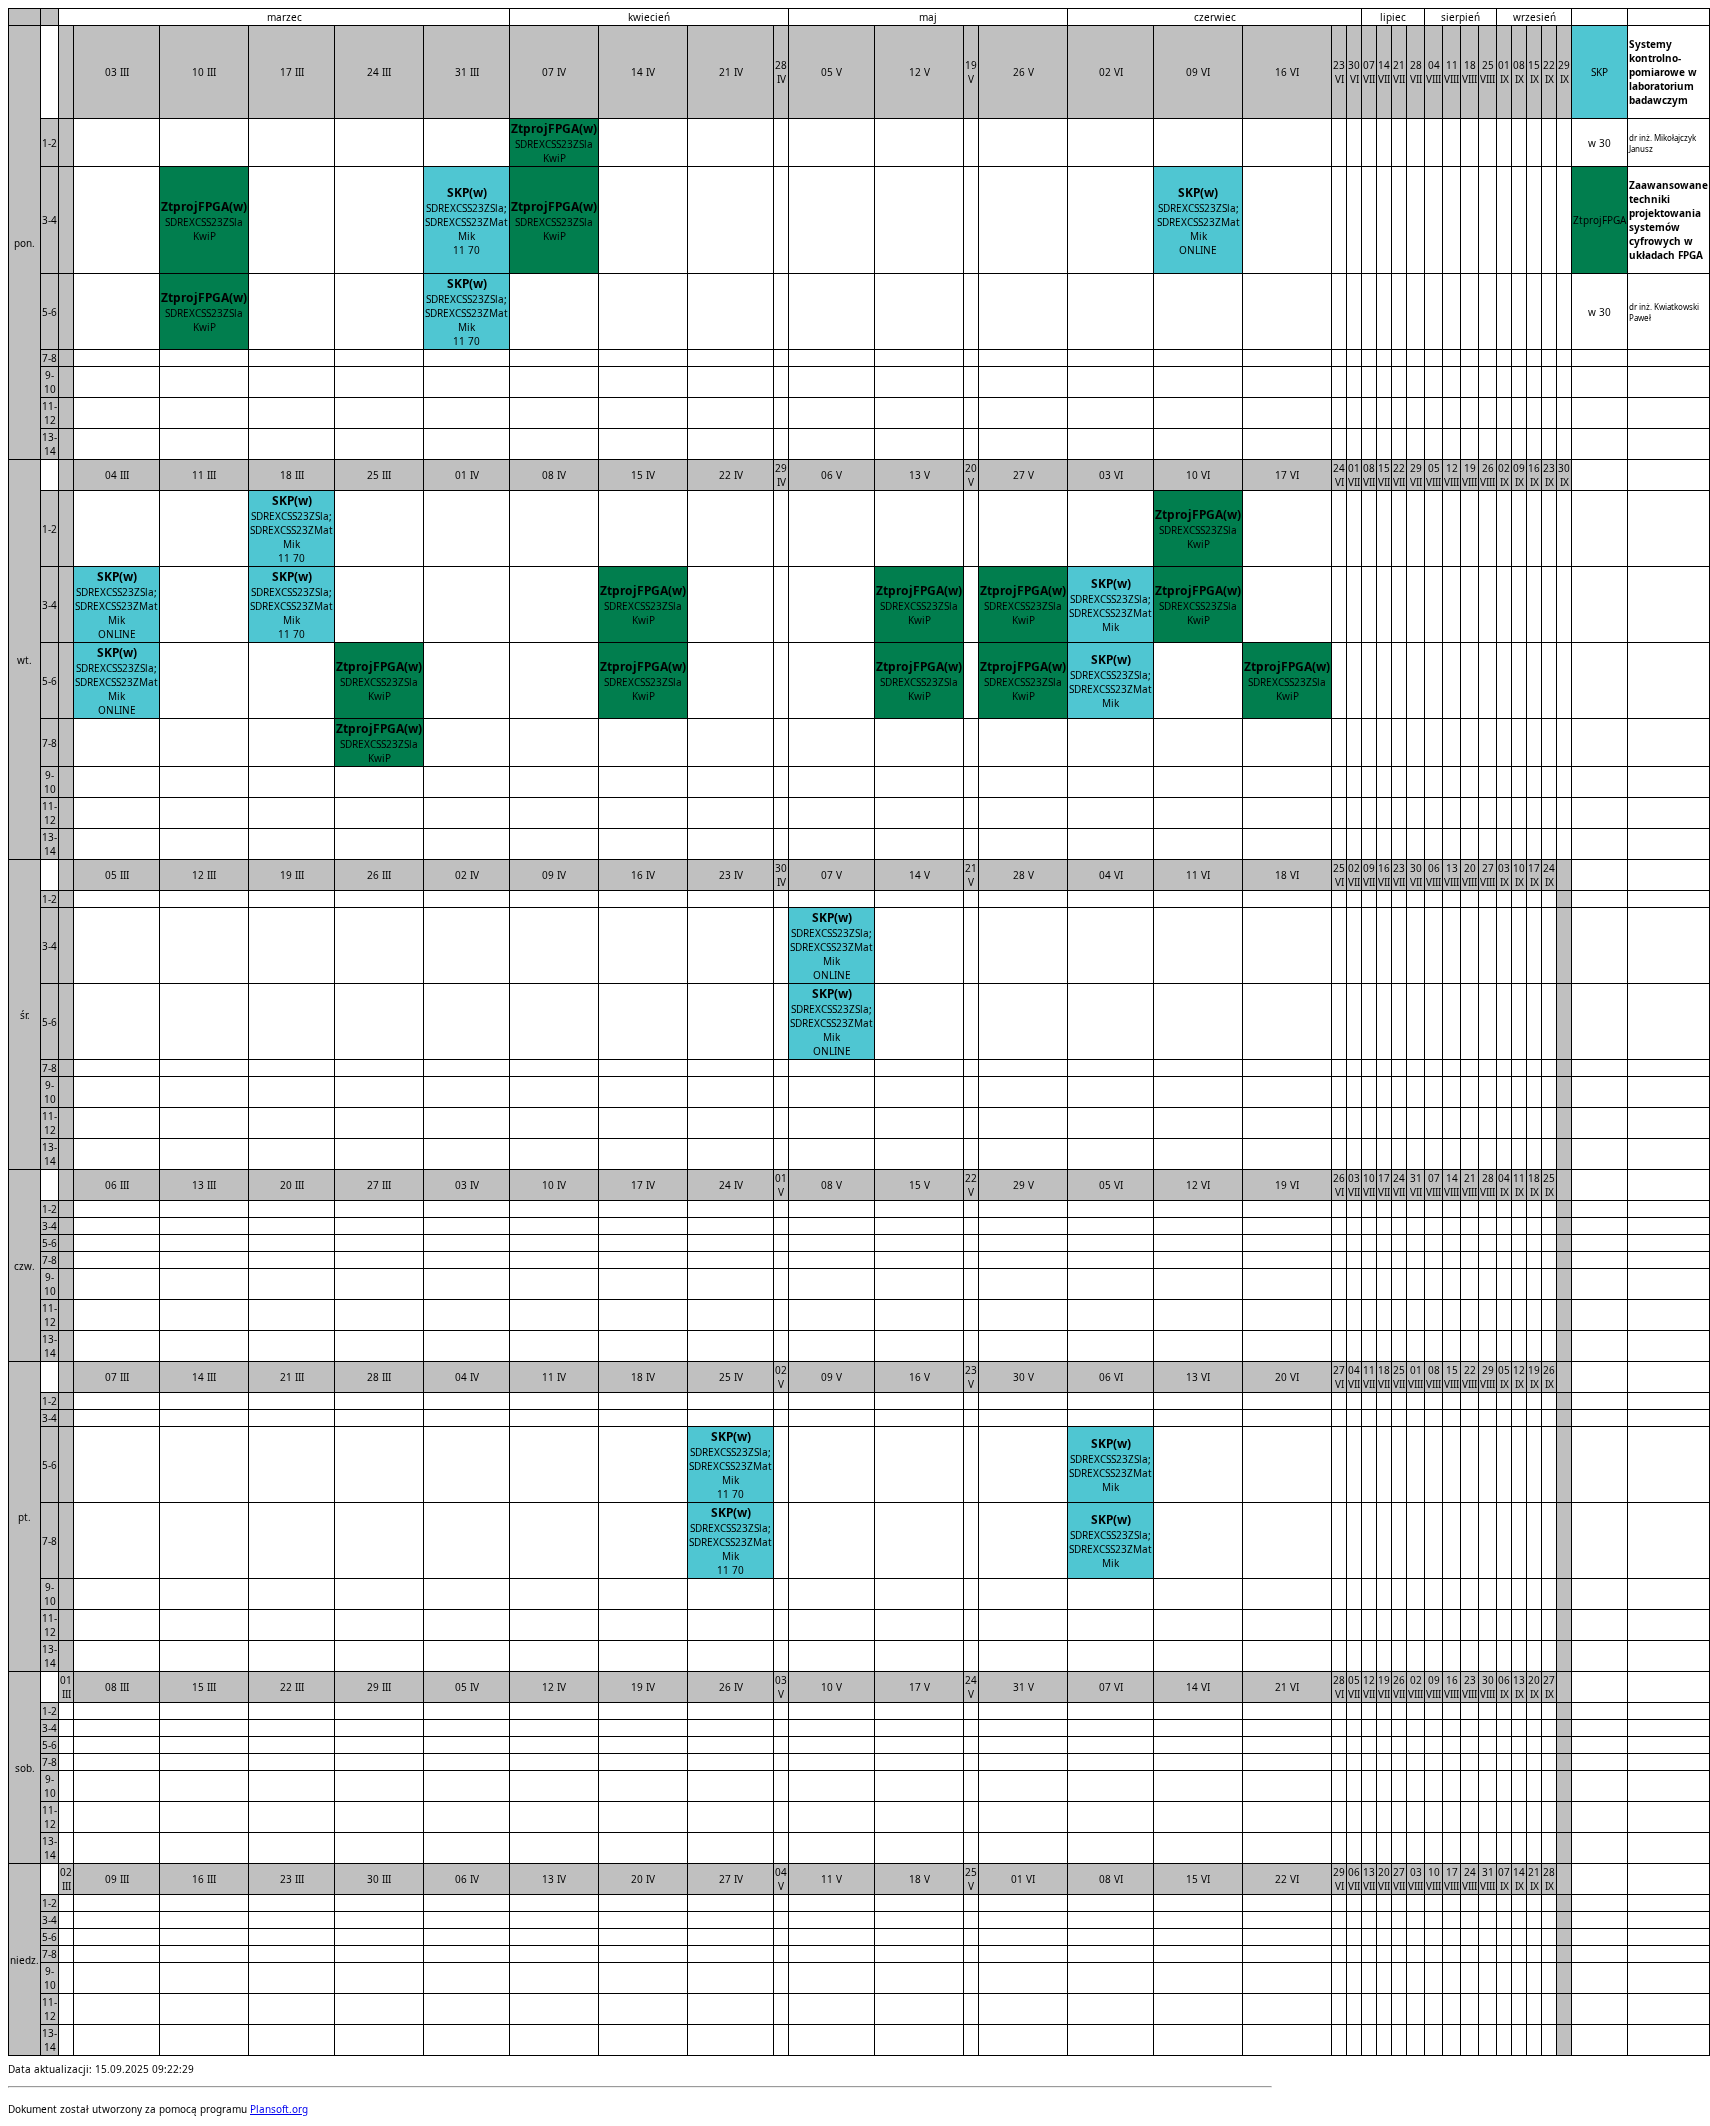 marzec kwiecień maj czerwiec lipiec sierpień wrzesień
pon. 03 III 10 III 17 III 24 III 31 III 07 IV 14 IV 21 IV 28 IV 05 V 12 V 19 V 26 V 02 VI 09 VI 16 VI 23 VI 30 VI 07 VII 14 VII 21 VII 28 VII 04 VIII 11 VIII 18 VIII 25 VIII 01 IX 08 IX 15 IX 22 IX 29 IX SKP Systemy kontrolno-pomiarowe w laboratorium badawczym
1-2 ZtprojFPGA(w) SDREXCSS23ZSla KwiP w 30 dr inż. Mikołajczyk Janusz
3-4 ZtprojFPGA(w) SDREXCSS23ZSla KwiP SKP(w) SDREXCSS23ZSla; SDREXCSS23ZMat Mik 11 70 ZtprojFPGA(w) SDREXCSS23ZSla KwiP SKP(w) SDREXCSS23ZSla; SDREXCSS23ZMat Mik ONLINE ZtprojFPGA Zaawansowane techniki projektowania systemów cyfrowych w układach FPGA
5-6 ZtprojFPGA(w) SDREXCSS23ZSla KwiP SKP(w) SDREXCSS23ZSla; SDREXCSS23ZMat Mik 11 70 w 30 dr inż. Kwiatkowski Paweł
7-8
9-10
11-12
13-14
wt. 04 III 11 III 18 III 25 III 01 IV 08 IV 15 IV 22 IV 29 IV 06 V 13 V 20 V 27 V 03 VI 10 VI 17 VI 24 VI 01 VII 08 VII 15 VII 22 VII 29 VII 05 VIII 12 VIII 19 VIII 26 VIII 02 IX 09 IX 16 IX 23 IX 30 IX
1-2 SKP(w) SDREXCSS23ZSla; SDREXCSS23ZMat Mik 11 70 ZtprojFPGA(w) SDREXCSS23ZSla KwiP
3-4 SKP(w) SDREXCSS23ZSla; SDREXCSS23ZMat Mik ONLINE SKP(w) SDREXCSS23ZSla; SDREXCSS23ZMat Mik 11 70 ZtprojFPGA(w) SDREXCSS23ZSla KwiP ZtprojFPGA(w) SDREXCSS23ZSla KwiP ZtprojFPGA(w) SDREXCSS23ZSla KwiP SKP(w) SDREXCSS23ZSla; SDREXCSS23ZMat Mik ZtprojFPGA(w) SDREXCSS23ZSla KwiP
5-6 SKP(w) SDREXCSS23ZSla; SDREXCSS23ZMat Mik ONLINE ZtprojFPGA(w) SDREXCSS23ZSla KwiP ZtprojFPGA(w) SDREXCSS23ZSla KwiP ZtprojFPGA(w) SDREXCSS23ZSla KwiP ZtprojFPGA(w) SDREXCSS23ZSla KwiP SKP(w) SDREXCSS23ZSla; SDREXCSS23ZMat Mik ZtprojFPGA(w) SDREXCSS23ZSla KwiP
7-8 ZtprojFPGA(w) SDREXCSS23ZSla KwiP
9-10
11-12
13-14
śr. 05 III 12 III 19 III 26 III 02 IV 09 IV 16 IV 23 IV 30 IV 07 V 14 V 21 V 28 V 04 VI 11 VI 18 VI 25 VI 02 VII 09 VII 16 VII 23 VII 30 VII 06 VIII 13 VIII 20 VIII 27 VIII 03 IX 10 IX 17 IX 24 IX
1-2
3-4 SKP(w) SDREXCSS23ZSla; SDREXCSS23ZMat Mik ONLINE
5-6 SKP(w) SDREXCSS23ZSla; SDREXCSS23ZMat Mik ONLINE
7-8
9-10
11-12
13-14
czw. 06 III 13 III 20 III 27 III 03 IV 10 IV 17 IV 24 IV 01 V 08 V 15 V 22 V 29 V 05 VI 12 VI 19 VI 26 VI 03 VII 10 VII 17 VII 24 VII 31 VII 07 VIII 14 VIII 21 VIII 28 VIII 04 IX 11 IX 18 IX 25 IX
1-2
3-4
5-6
7-8
9-10
11-12
13-14
pt. 07 III 14 III 21 III 28 III 04 IV 11 IV 18 IV 25 IV 02 V 09 V 16 V 23 V 30 V 06 VI 13 VI 20 VI 27 VI 04 VII 11 VII 18 VII 25 VII 01 VIII 08 VIII 15 VIII 22 VIII 29 VIII 05 IX 12 IX 19 IX 26 IX
1-2
3-4
5-6 SKP(w) SDREXCSS23ZSla; SDREXCSS23ZMat Mik 11 70 SKP(w) SDREXCSS23ZSla; SDREXCSS23ZMat Mik
7-8 SKP(w) SDREXCSS23ZSla; SDREXCSS23ZMat Mik 11 70 SKP(w) SDREXCSS23ZSla; SDREXCSS23ZMat Mik
9-10
11-12
13-14
sob. 01 III 08 III 15 III 22 III 29 III 05 IV 12 IV 19 IV 26 IV 03 V 10 V 17 V 24 V 31 V 07 VI 14 VI 21 VI 28 VI 05 VII 12 VII 19 VII 26 VII 02 VIII 09 VIII 16 VIII 23 VIII 30 VIII 06 IX 13 IX 20 IX 27 IX
1-2
3-4
5-6
7-8
9-10
11-12
13-14
niedz. 02 III 09 III 16 III 23 III 30 III 06 IV 13 IV 20 IV 27 IV 04 V 11 V 18 V 25 V 01 VI 08 VI 15 VI 22 VI 29 VI 06 VII 13 VII 20 VII 27 VII 03 VIII 10 VIII 17 VIII 24 VIII 31 VIII 07 IX 14 IX 21 IX 28 IX
1-2
3-4
5-6
7-8
9-10
11-12
13-14
Data aktualizacji: 15.09.2025 09:22:29
Dokument został utworzony za pomocą programu Plansoft.org